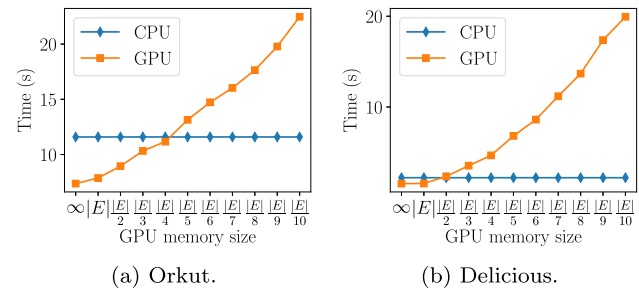 CPU
GPU
Time (s)
20
15
10
∞ |E| |E|/2 |E|/3 |E|/4 |E|/5 |E|/6 |E|/7 |E|/8 |E|/9 |E|/10
GPU memory size
(a) Orkut.
CPU
GPU
Time (s)
20
10
∞ |E| |E|/2 |E|/3 |E|/4 |E|/5 |E|/6 |E|/7 |E|/8 |E|/9 |E|/10
GPU memory size
(b) Delicious.